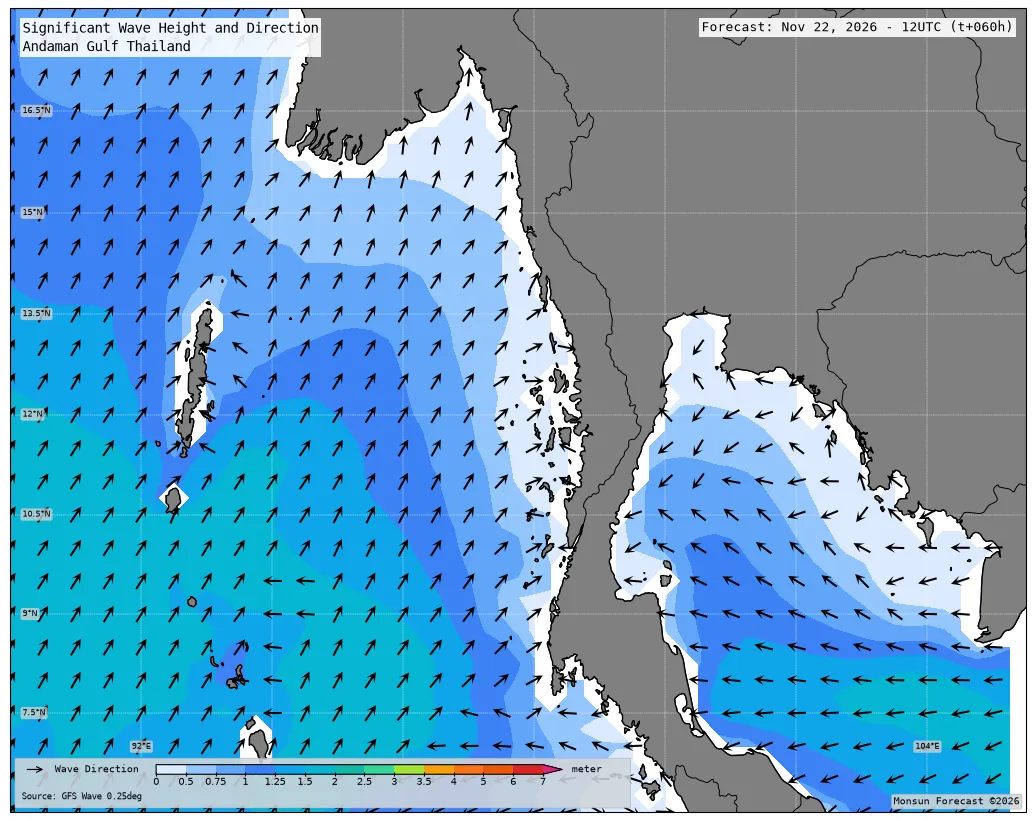 Significant Wave Height and Direction
Andaman Gulf Thailand
Forecast: Nov 22, 2026 - 12UTC (t+060h)
16.5°N
15°N
13.5°N
12°N
10.5°N
9°N
7.5°N
92°E
104°E
Wave Direction
meter
0.5 0.75 1 1.25 1.5 2 2.5 3 3.5 4 5 6 7
Source: GFS Wave 0.25deg
Monsun Forecast ©2026